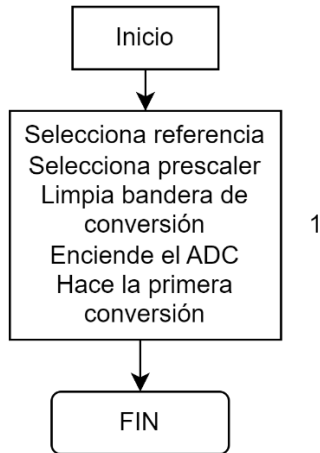 Inicio
Selecciona referencia
Selecciona prescaler
Limpia bandera de
conversión
Enciende el ADC
Hace la primera
conversión
1
FIN